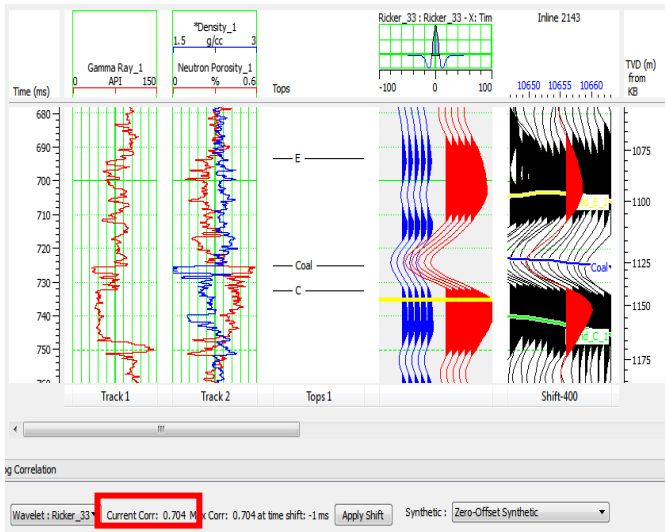 *Density_1
1.5 g/cc 3
Gamma Ray_1 Neutron Porosity_1
0 API 150 0 % 0.6
Time (ms)
Tops
Ricker_33 : Ricker_33 - X: Tim
-100 0 100
Inline 2143
10650 10655 10660
TVD (m)
from
KB
680
690
700
710
720
730
740
750
760
E
Coal
C
Coal
1075
1100
1125
1150
1175
Track 1 Track 2 Tops 1 Shift-400
og Correlation
Wavelet : Ricker_33 Current Corr: 0.704 Max Corr: 0.704 at time shift: -1 ms Apply Shift Synthetic : Zero-Offset Synthetic